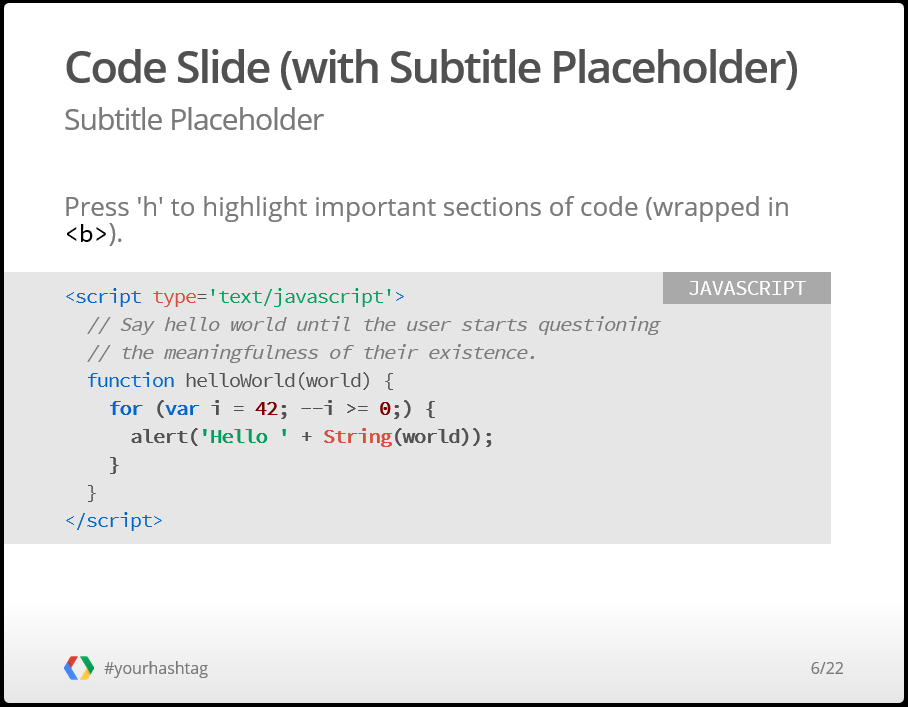 Code Slide (with Subtitle Placeholder)
Subtitle Placeholder
Press 'h' to highlight important sections of code (wrapped in
<b>).
JAVASCRIPT
<script type='text/javascript'>
  // Say hello world until the user starts questioning
  // the meaningfulness of their existence.
  function helloWorld(world) {
    for (var i = 42; --i >= 0;) {
      alert('Hello ' + String(world));
    }
  }
</script>
#yourhashtag
6/22